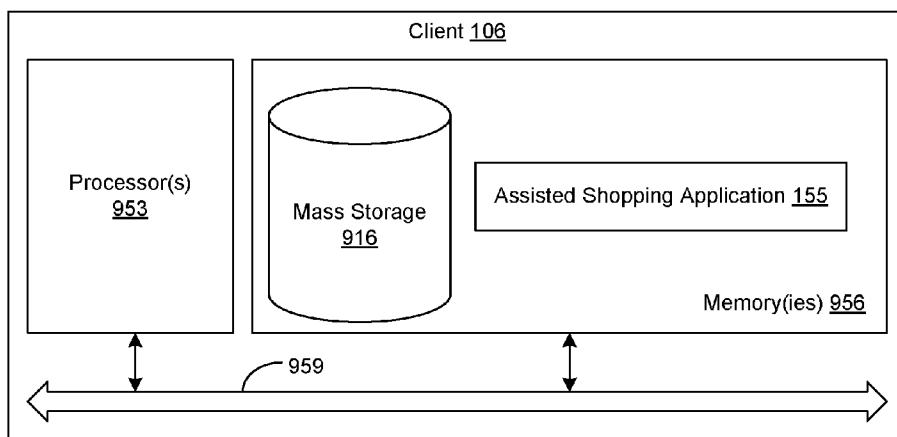 Client 106
Processor(s)
953
Mass Storage
916
Assisted Shopping Application 155
Memory(ies) 956
959